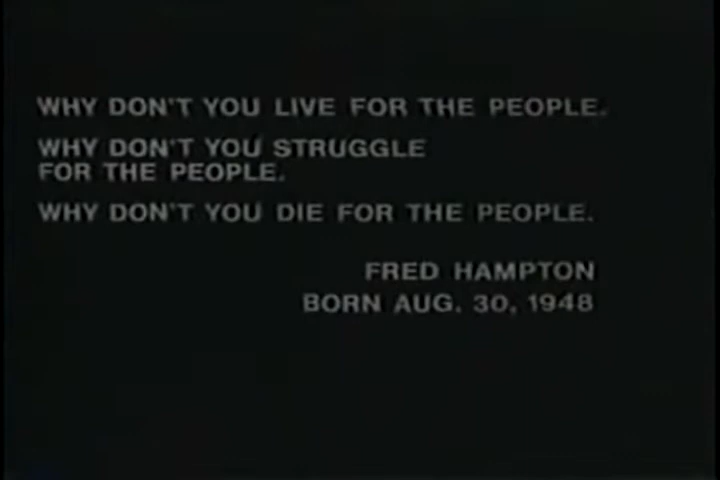 WHY DON'T YOU LIVE FOR THE PEOPLE.
WHY DON'T YOU STRUGGLE
FOR THE PEOPLE.
WHY DON'T YOU DIE FOR THE PEOPLE.
FRED HAMPTON
BORN AUG. 30, 1948